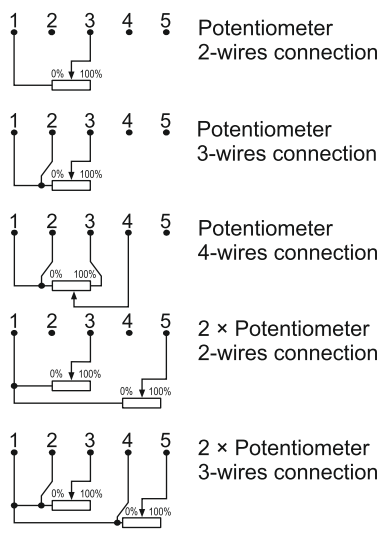 1 2 3 4 5 Potentiometer
2-wires connection
0% 100%
1 2 3 4 5 Potentiometer
3-wires connection
0% 100%
1 2 3 4 5 Potentiometer
4-wires connection
0% 100%
1 2 3 4 5 2 × Potentiometer
2-wires connection
0% 100%
0% 100%
1 2 3 4 5 2 × Potentiometer
3-wires connection
0% 100%
0% 100%